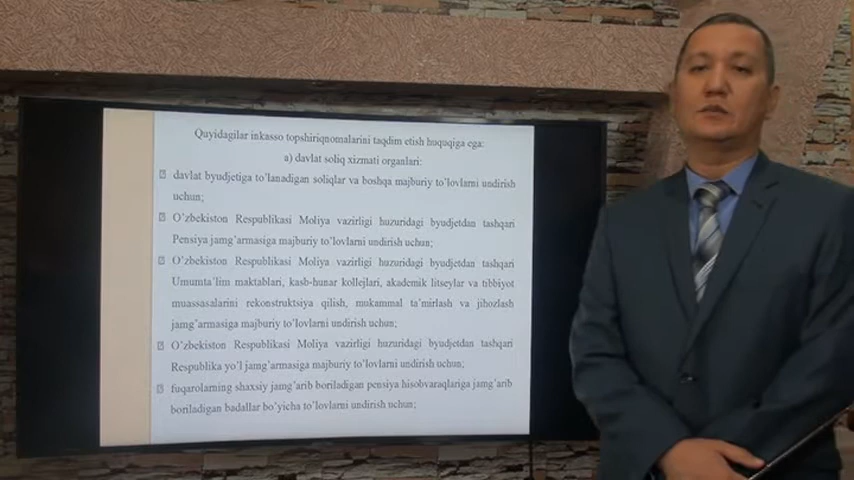 Quyidagilar inkasso topshiriqnomalarini taqdim etish huquqiga ega:
a) davlat soliq xizmati organlari:
davlat byudjetiga to'lanadigan soliqlar va boshqa majburiy to'lovlarni undirish
uchun;
O'zbekiston Respublikasi Moliya vazirligi huzuridagi byudjetdan tashqari
Pensiya jamg'armasiga majburiy to'lovlarni undirish uchun;
O'zbekiston Respublikasi Moliya vazirligi huzuridagi byudjetdan tashqari
Umumta'lim maktablari, kasb-hunar kollejlari, akademik litseylar va tibbiyot
muassasalarini rekonstruktsiya qilish, mukammal ta'mirlash va jihozlash
jamg'armasiga majburiy to'lovlarni undirish uchun;
O'zbekiston Respublikasi Moliya vazirligi huzuridagi byudjetdan tashqari
Respublika yo'l jamg'armasiga majburiy to'lovlarni undirish uchun;
fuqarolarning shaxsiy jamg'arib boriladigan pensiya hisobvaraqlariga jamg'arib
boriladigan badallar bo'yicha to'lovlarni undirish uchun;